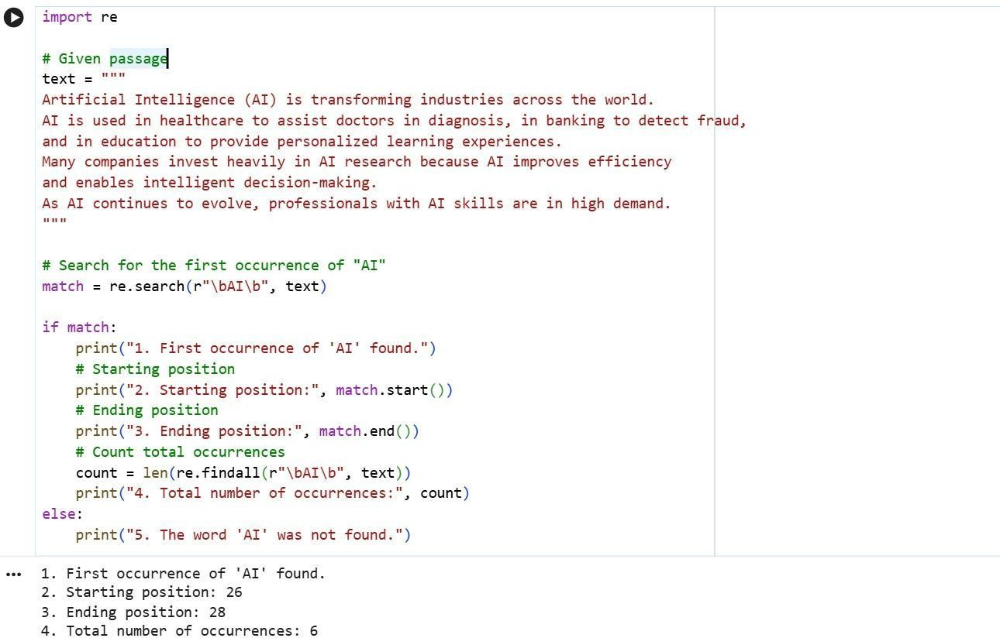 import re
# Given passage
text = """
Artificial Intelligence (AI) is transforming industries across the world.
AI is used in healthcare to assist doctors in diagnosis, in banking to detect fraud,
and in education to provide personalized learning experiences.
Many companies invest heavily in AI research because AI improves efficiency
and enables intelligent decision-making.
As AI continues to evolve, professionals with AI skills are in high demand.
"""
# Search for the first occurrence of "AI"
match = re.search(r"\bAI\b", text)
if match:
    print("1. First occurrence of 'AI' found.")
    # Starting position
    print("2. Starting position:", match.start())
    # Ending position
    print("3. Ending position:", match.end())
    # Count total occurrences
    count = len(re.findall(r"\bAI\b", text))
    print("4. Total number of occurrences:", count)
else:
    print("5. The word 'AI' was not found.")
1. First occurrence of 'AI' found.
2. Starting position: 26
3. Ending position: 28
4. Total number of occurrences: 6